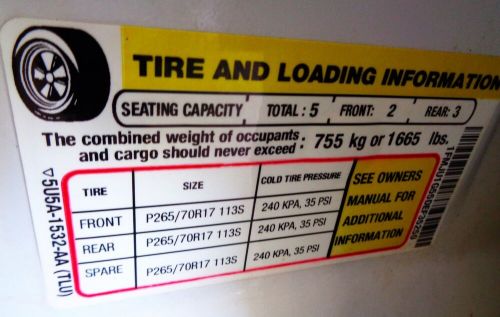 TIRE AND LOADING INFORMATION
SEATING CAPACITY TOTAL : 5 FRONT: 2 REAR: 3
The combined weight of occupants : 755 kg or 1665 lbs.
and cargo should never exceed
TIRE SIZE COLD TIRE PRESSURE
FRONT P265/70R17 113S 240 KPA, 35 PSI
REAR P265/70R17 113S 240 KPA, 35 PSI
SPARE P265/70R17 113S 240 KPA, 35 PSI
SEE OWNERS
MANUAL FOR
ADDITIONAL
INFORMATION
5U5A-1532-AA (TLU)